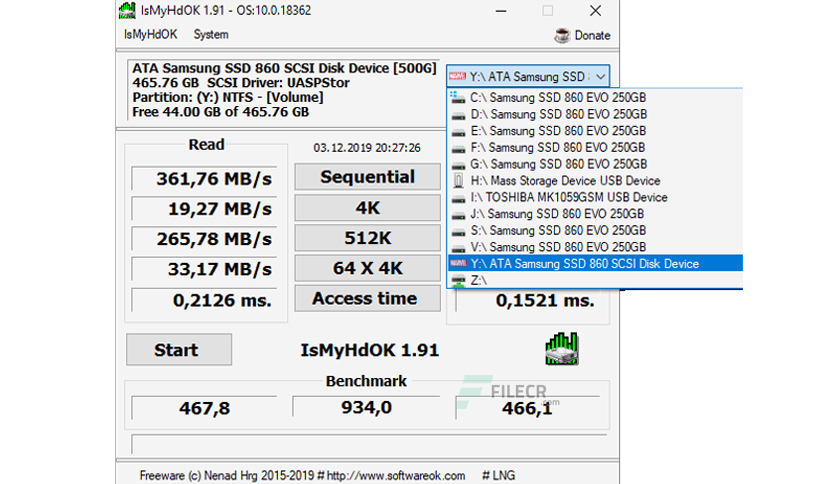 IsMyHdOK 1.91 - OS:10.0.18362
IsMyHdOK System Donate
ATA Samsung SSD 860 SCSI Disk Device [500G]
465.76 GB SCSI Driver: UASPStor
Partition: (Y:) NTFS - [Volume]
Free 44.00 GB of 465.76 GB
Y:\ ATA Samsung SSD
C:\ Samsung SSD 860 EVO 250GB
D:\ Samsung SSD 860 EVO 250GB
E:\ Samsung SSD 860 EVO 250GB
F:\ Samsung SSD 860 EVO 250GB
G:\ Samsung SSD 860 EVO 250GB
H:\ Mass Storage Device USB Device
I:\ TOSHIBA MK1059GSM USB Device
J:\ Samsung SSD 860 EVO 250GB
S:\ Samsung SSD 860 EVO 250GB
V:\ Samsung SSD 860 EVO 250GB
MARVEL Y:\ ATA Samsung SSD 860 SCSI Disk Device
Z:\
Read
03.12.2019 20:27:26
361,76 MB/s Sequential
19,27 MB/s 4K
265,78 MB/s 512K
33,17 MB/s 64 X 4K
0,2126 ms. Access time 0,1521 ms.
Start IsMyHdOK 1.91
Benchmark
FILECR
.com
467,8 934,0 466,1
Freeware (c) Nenad Hrg 2015-2019 # http://www.softwareok.com # LNG